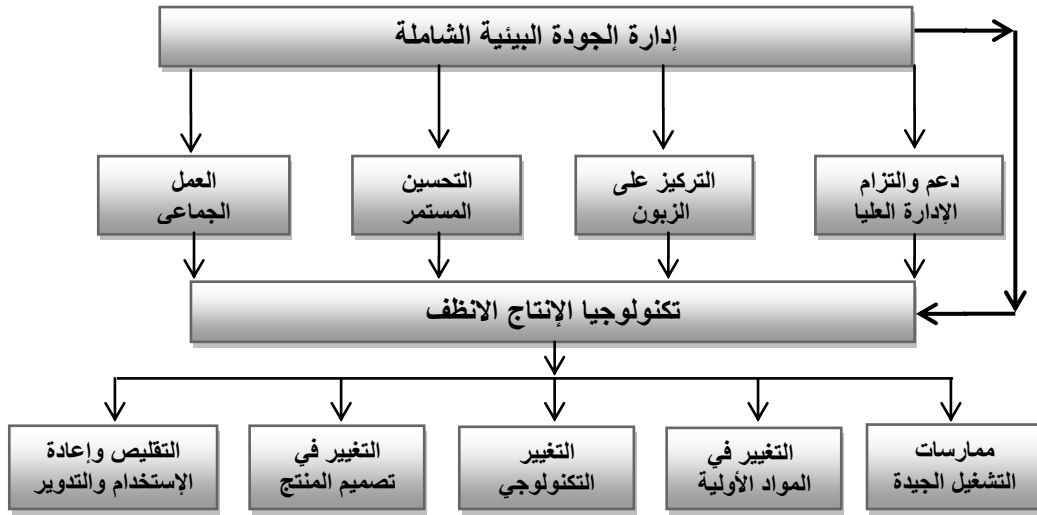 إدارة الجودة البيئية الشاملة
دعم والتزام
الإدارة العليا
التركيز على
الزبون
التحسين
المستمر
العمل
الجماعي
تكنولوجيا الإنتاج الانظف
ممارسات
التشغيل الجيدة
التغيير في
المواد الأولية
التغيير
التكنولوجي
التغيير في
تصميم المنتج
التقليص وإعادة
الإستخدام والتدوير